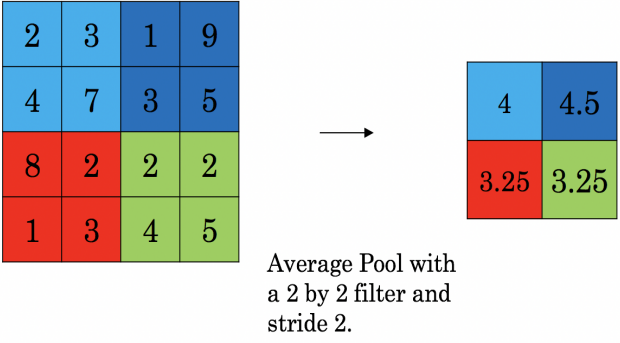 2 3 1 9
4 7 3 5
8 2 2 2
1 3 4 5
4 4.5
3.25 3.25
Average Pool with
a 2 by 2 filter and
stride 2.